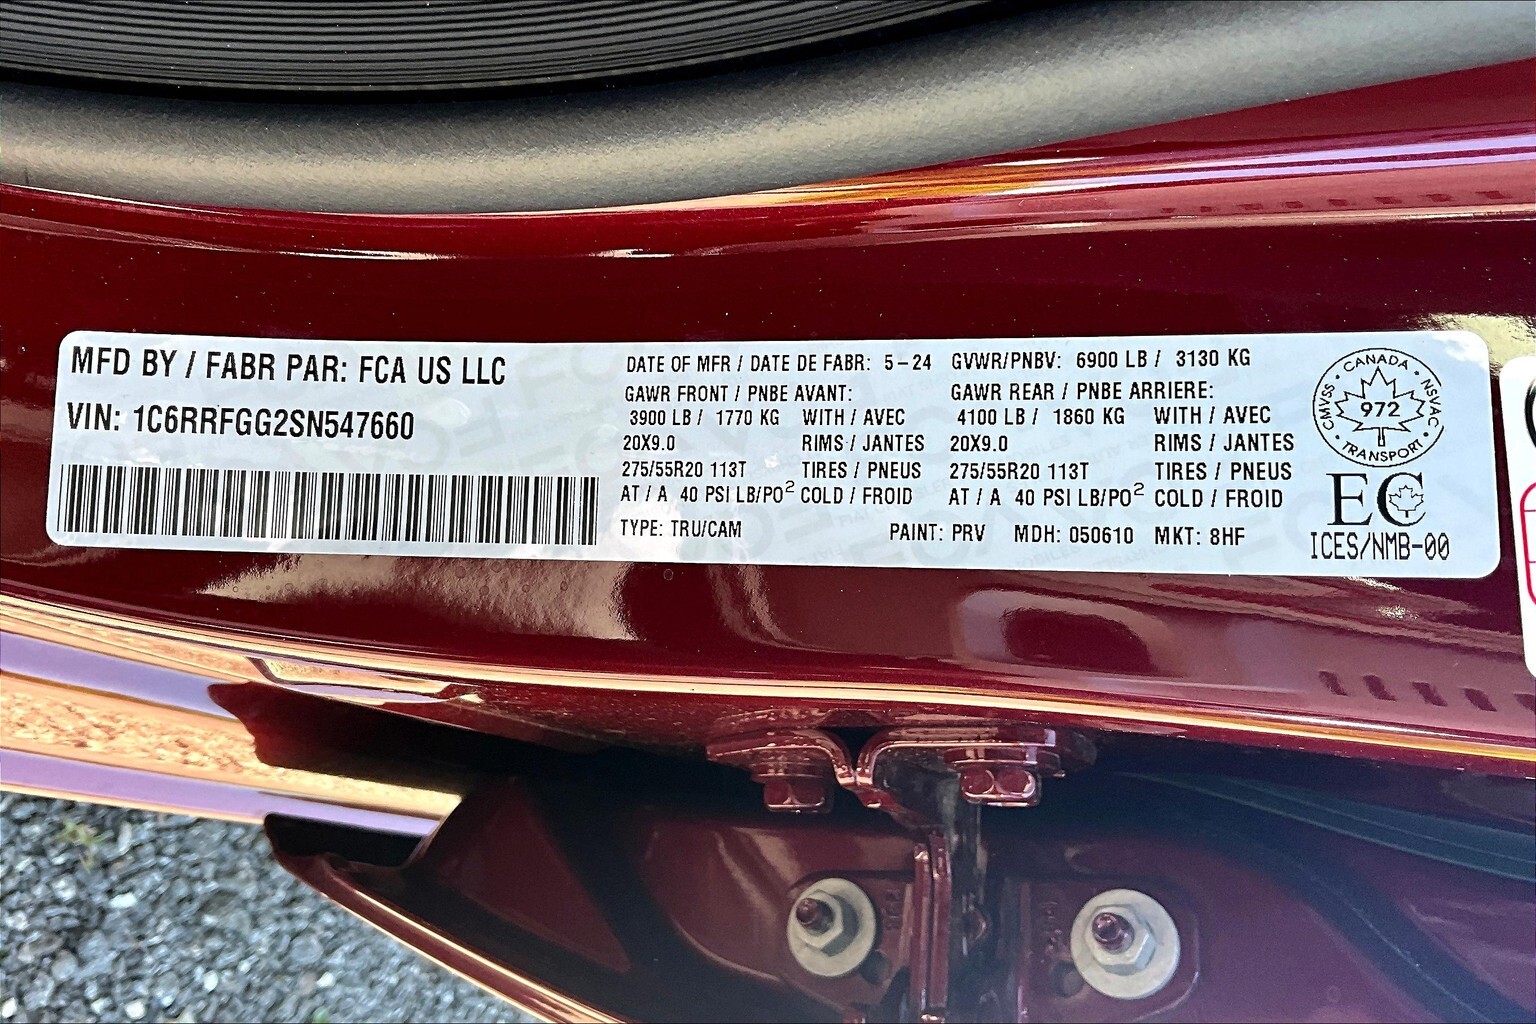 MFD BY / FABR PAR: FCA US LLC
VIN: 1C6RRFGG2SN547660
DATE OF MFR / DATE DE FABR: 5-24 GVWR/PNBV: 6900 LB / 3130 KG
GAWR FRONT / PNBE AVANT: GAWR REAR / PNBE ARRIERE:
3900 LB / 1770 KG WITH / AVEC 4100 LB / 1860 KG WITH / AVEC
20X9.0 RIMS / JANTES 20X9.0 RIMS / JANTES
275/55R20 113T TIRES / PNEUS 275/55R20 113T TIRES / PNEUS
AT / A 40 PSI LB/PO² COLD / FROID AT / A 40 PSI LB/PO² COLD / FROID
TYPE: TRU/CAM PAINT: PRV MDH: 050610 MKT: 8HF
CANADA · NSVAC · TRANSPORT · CMVSS ·
972
EC
ICES/NMB-00